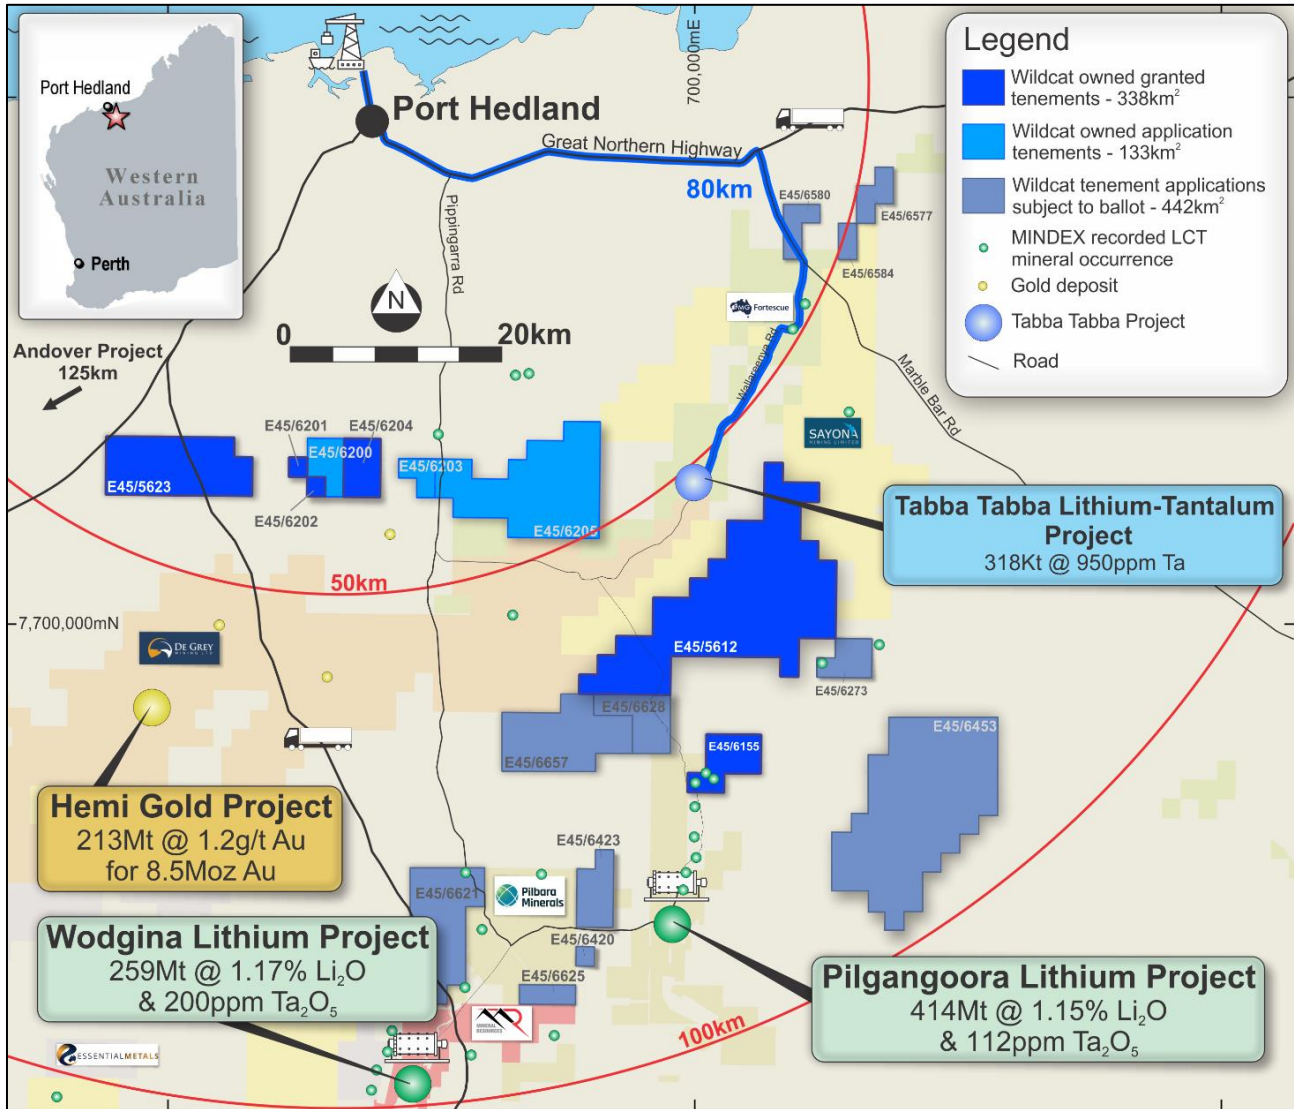 Port Hedland
Western
Australia
Perth
Andover Project
125km
N
0
20km
Port Hedland
Great Northern Highway
80km
Pippingarra Rd
700,000mE
Wallareenya Rd
Marble Bar Rd
Legend
Wildcat owned granted
tenements - 338km²
Wildcat owned application
tenements - 133km²
Wildcat tenement applications
subject to ballot - 442km²
MINDEX recorded LCT
mineral occurrence
Gold deposit
Tabba Tabba Project
Road
E45/6580
E45/6577
E45/6584
FMG Fortescue
SAYONA
MINING LIMITED
E45/6201
E45/6204
E45/6200
E45/6203
E45/5623
E45/6202
E45/6205
Tabba Tabba Lithium-Tantalum
Project
318Kt @ 950ppm Ta
50km
7,700,000mN
DE GREY
MINING LTD
E45/5612
E45/6273
E45/6628
E45/6657
E45/6155
E45/6453
Hemi Gold Project
213Mt @ 1.2g/t Au
for 8.5Moz Au
E45/6423
E45/6621
Pilbara
Minerals
E45/6420
E45/6625
Wodgina Lithium Project
259Mt @ 1.17% Li₂O
& 200ppm Ta₂O₅
Pilgangoora Lithium Project
414Mt @ 1.15% Li₂O
& 112ppm Ta₂O₅
MINERAL
RESOURCES
100km
ESSENTIALMETALS